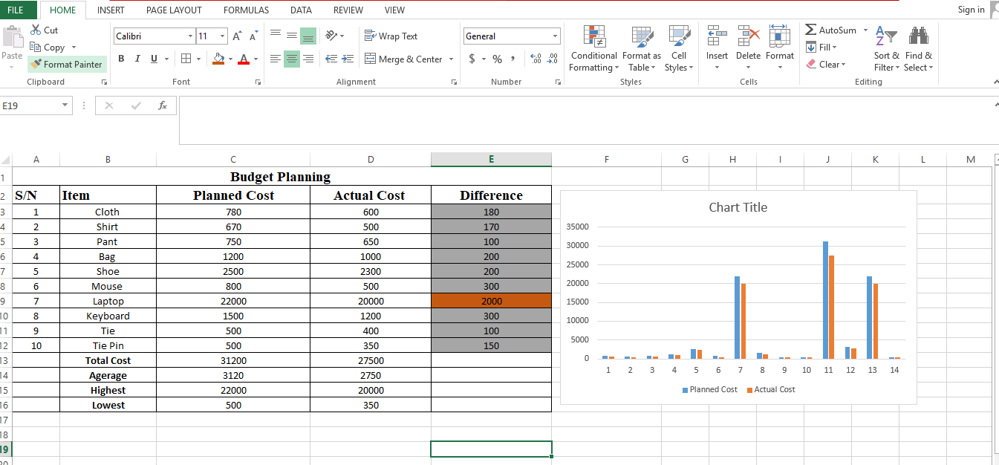 FILE HOME INSERT PAGE LAYOUT FORMULAS DATA REVIEW VIEW Sign in
Paste
Cut
Copy
Format Painter
Clipboard
Calibri 11 A A
B I U A
Font
Wrap Text
Merge & Center
Alignment
General
$ % , .00 .00
Number
Conditional Formatting
Format as Table
Cell Styles
Styles
Insert Delete Format
Cells
AutoSum
Fill
Clear
Sort & Filter
Find & Select
Editing
E19 fx
A B C D E F G H I J K L M
1 Budget Planning
2 S/N Item Planned Cost Actual Cost Difference
3 1 Cloth 780 600 180
4 2 Shirt 670 500 170
5 3 Pant 750 650 100
6 4 Bag 1200 1000 200
7 5 Shoe 2500 2300 200
8 6 Mouse 800 500 300
9 7 Laptop 22000 20000 2000
10 8 Keyboard 1500 1200 300
11 9 Tie 500 400 100
12 10 Tie Pin 500 350 150
13 Total Cost 31200 27500
14 Agerage 3120 2750
15 Highest 22000 20000
16 Lowest 500 350
17
18
19
20
Chart Title
35000
30000
25000
20000
15000
10000
5000
0
1 2 3 4 5 6 7 8 9 10 11 12 13 14
Planned Cost Actual Cost